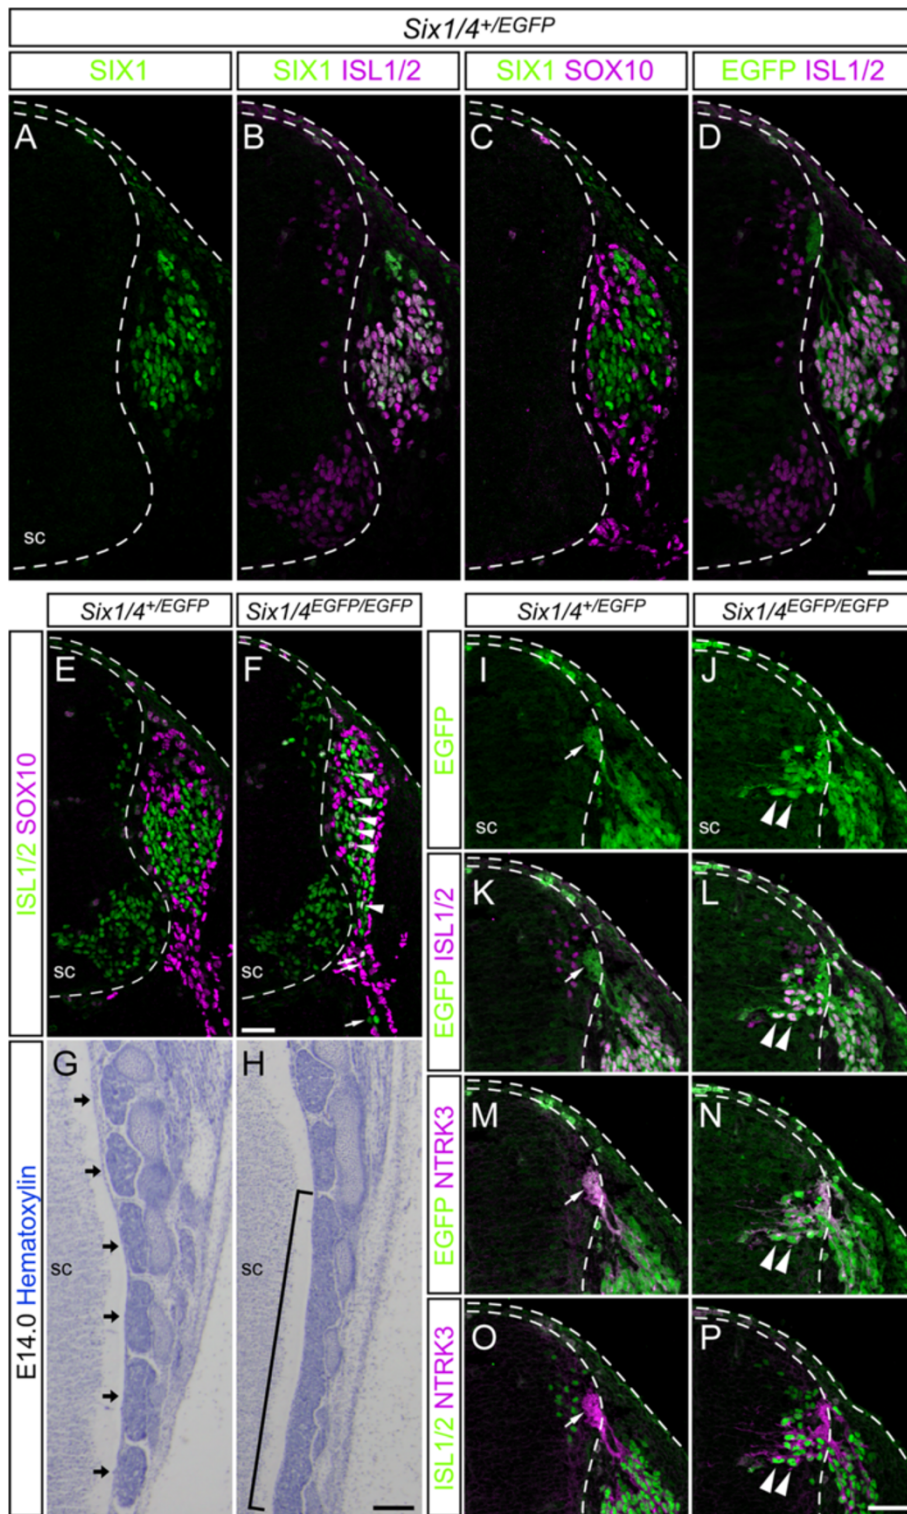 Six1/4+/EGFP
SIX1
SIX1 ISL1/2
SIX1 SOX10
EGFP ISL1/2
A
B
C
D
sc
Six1/4+/EGFP
Six1/4EGFP/EGFP
ISL1/2 SOX10
E
F
sc
sc
E14.0 Hematoxylin
G
H
sc
sc
Six1/4+/EGFP
Six1/4EGFP/EGFP
EGFP
I
J
sc
sc
EGFP ISL1/2
K
L
EGFP NTRK3
M
N
ISL1/2 NTRK3
O
P